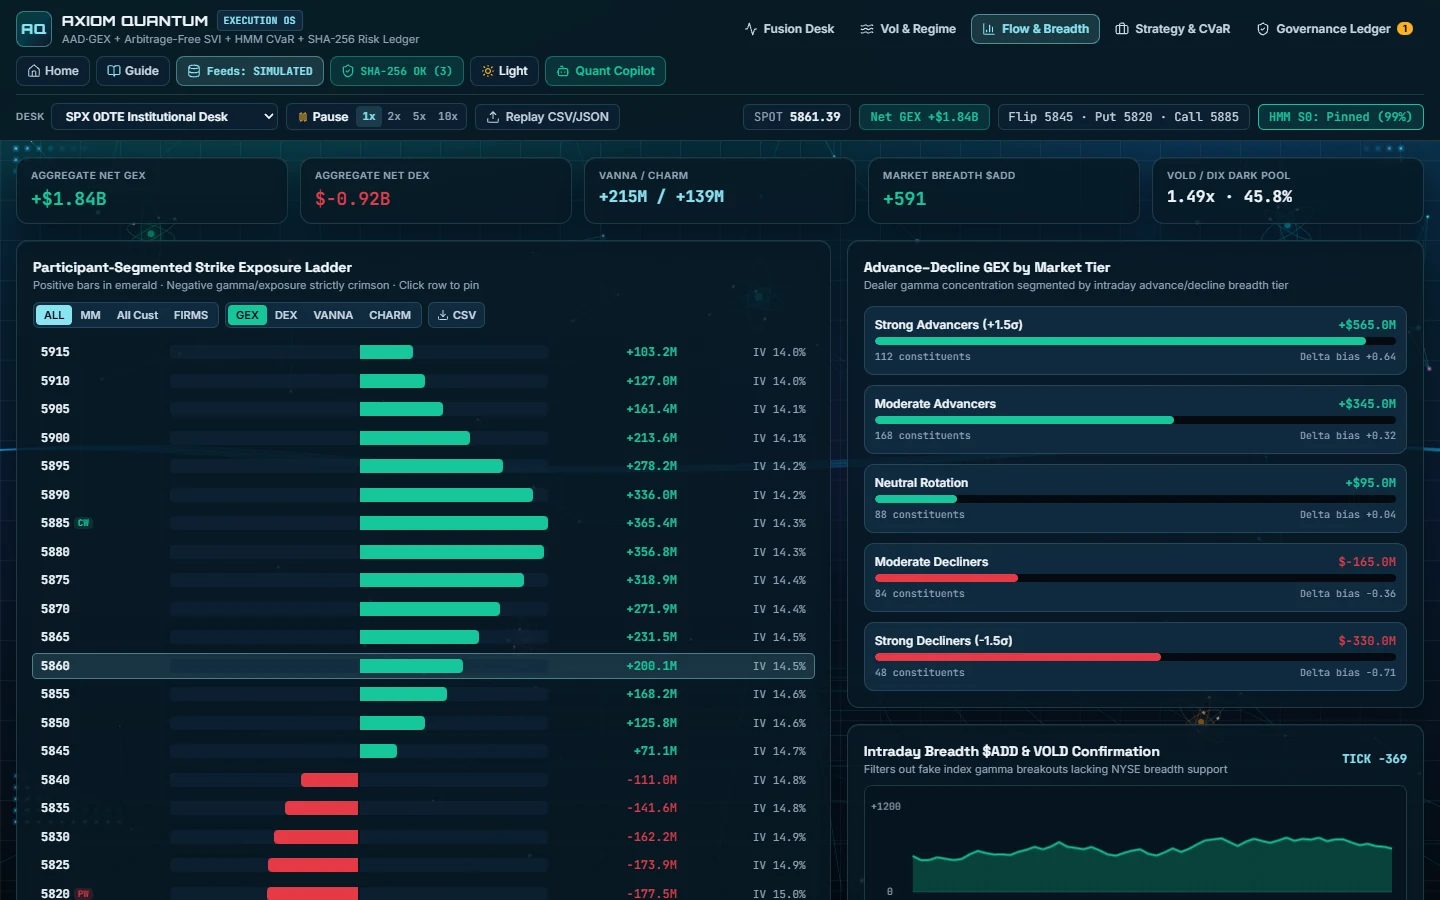 AQ AXIOM QUANTUM EXECUTION OS
AAD-GEX + Arbitrage-Free SVI + HMM CVaR + SHA-256 Risk Ledger
Fusion Desk Vol & Regime Flow & Breadth Strategy & CVaR Governance Ledger 1
Home Guide Feeds: SIMULATED SHA-256 OK (3) Light Quant Copilot
DESK SPX 0DTE Institutional Desk Pause 1x 2x 5x 10x Replay CSV/JSON SPOT 5861.39 Net GEX +$1.84B Flip 5845 · Put 5820 · Call 5885 HMM S0: Pinned (99%)
AGGREGATE NET GEX
+$1.84B
AGGREGATE NET DEX
$-0.92B
VANNA / CHARM
+215M / +139M
MARKET BREADTH $ADD
+591
VOLD / DIX DARK POOL
1.49x · 45.8%
Participant-Segmented Strike Exposure Ladder
Positive bars in emerald · Negative gamma/exposure strictly crimson · Click row to pin
ALL MM All Cust FIRMS GEX DEX VANNA CHARM CSV
5915 +103.2M IV 14.0%
5910 +127.0M IV 14.0%
5905 +161.4M IV 14.1%
5900 +213.6M IV 14.1%
5895 +278.2M IV 14.2%
5890 +336.0M IV 14.2%
5885 CW +365.4M IV 14.3%
5880 +356.8M IV 14.3%
5875 +318.9M IV 14.4%
5870 +271.9M IV 14.4%
5865 +231.5M IV 14.5%
5860 +200.1M IV 14.5%
5855 +168.2M IV 14.6%
5850 +125.8M IV 14.6%
5845 +71.1M IV 14.7%
5840 -111.0M IV 14.8%
5835 -141.6M IV 14.8%
5830 -162.2M IV 14.9%
5825 -173.9M IV 14.9%
5820 PW -177.5M IV 15.0%
Advance–Decline GEX by Market Tier
Dealer gamma concentration segmented by intraday advance/decline breadth tier
Strong Advancers (+1.5σ) +$565.0M
112 constituents Delta bias +0.64
Moderate Advancers +$345.0M
168 constituents Delta bias +0.32
Neutral Rotation +$95.0M
88 constituents Delta bias +0.04
Moderate Decliners $-165.0M
84 constituents Delta bias -0.36
Strong Decliners (-1.5σ) $-330.0M
48 constituents Delta bias -0.71
Intraday Breadth $ADD & VOLD Confirmation
Filters out fake index gamma breakouts lacking NYSE breadth support
TICK -369
+1200
0